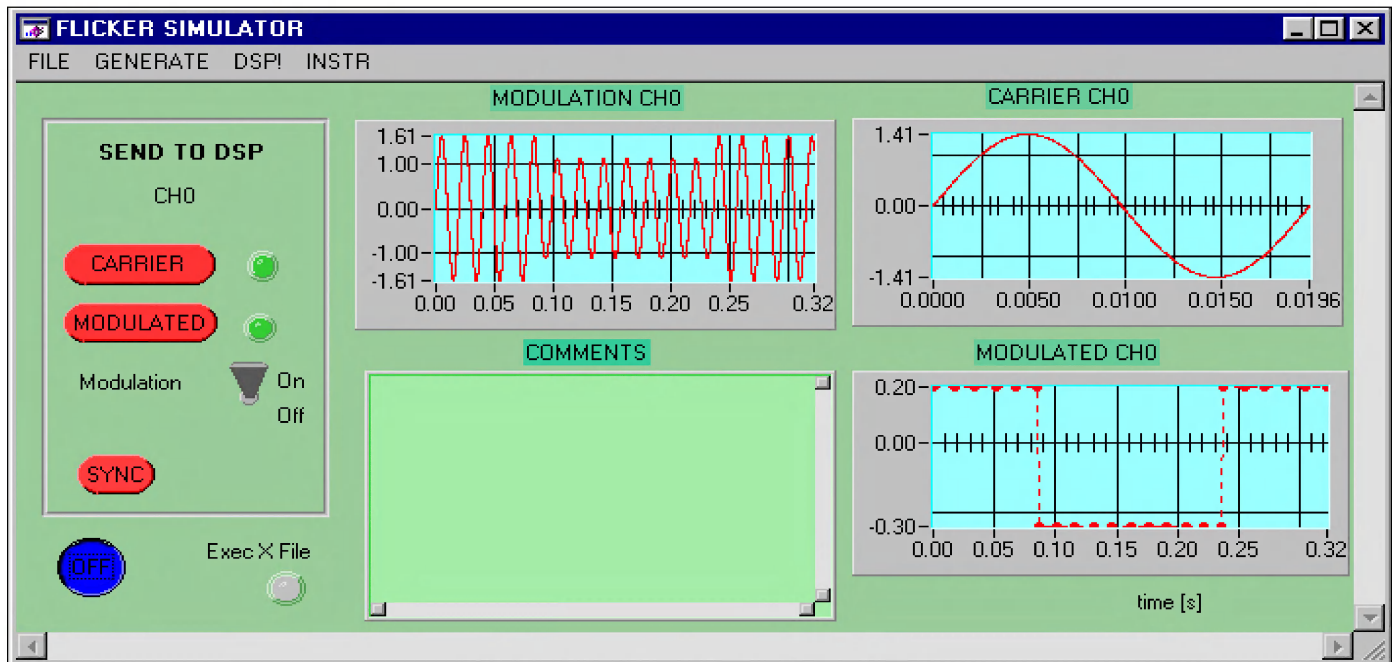 FLICKER SIMULATOR
FILE GENERATE DSP! INSTR
SEND TO DSP
CH0
CARRIER
MODULATED
Modulation
On
Off
SYNC
OFF
Exec X File
MODULATION CH0
1.61
1.00
0.00
-1.00
-1.61
0.00 0.05 0.10 0.15 0.20 0.25 0.32
CARRIER CH0
1.41
0.00
-1.41
0.0000 0.0050 0.0100 0.0150 0.0196
COMMENTS
MODULATED CH0
0.20
0.00
-0.30
0.00 0.05 0.10 0.15 0.20 0.25 0.32
time [s]